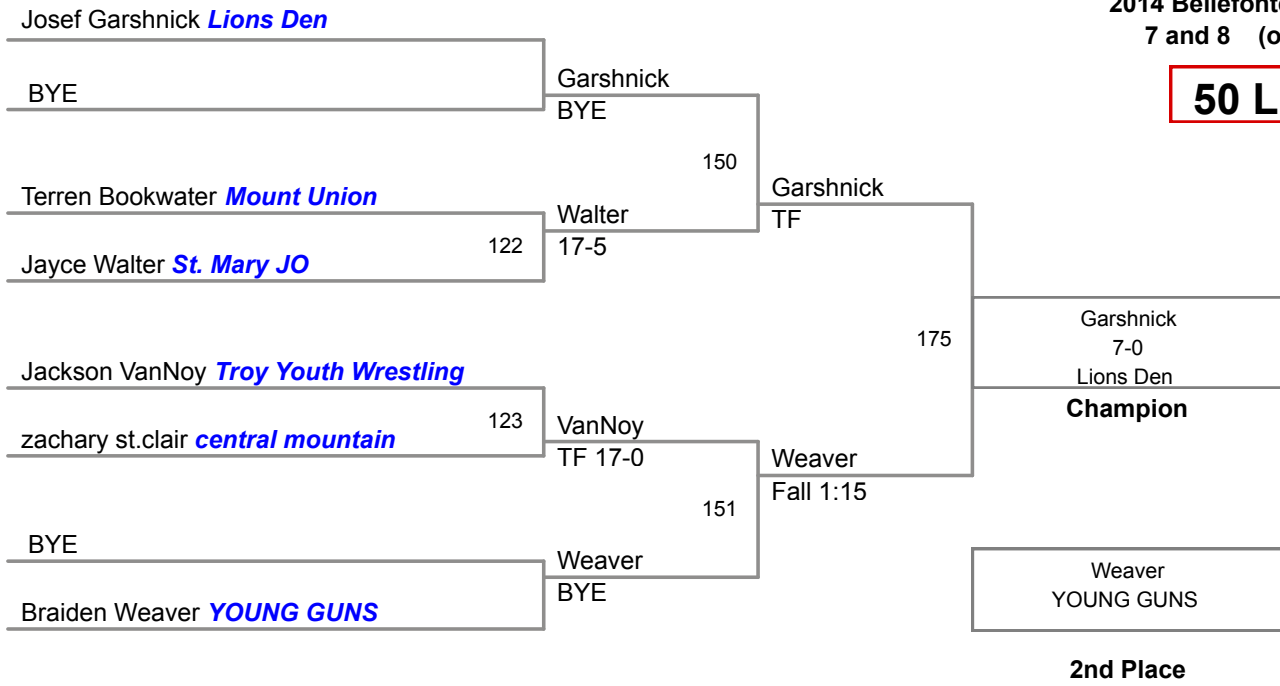 2014 Bellefonte
7 and 8 (o
50 L
Josef Garshnick Lions Den
BYE
Garshnick
BYE
150
Terren Bookwater Mount Union
Jayce Walter St. Mary JO
122
Walter
17-5
Garshnick
TF
175
Garshnick
7-0
Lions Den
Champion
Jackson VanNoy Troy Youth Wrestling
zachary st.clair central mountain
123
VanNoy
TF 17-0
151
Weaver
Fall 1:15
BYE
Braiden Weaver YOUNG GUNS
Weaver
BYE
Weaver
YOUNG GUNS
2nd Place